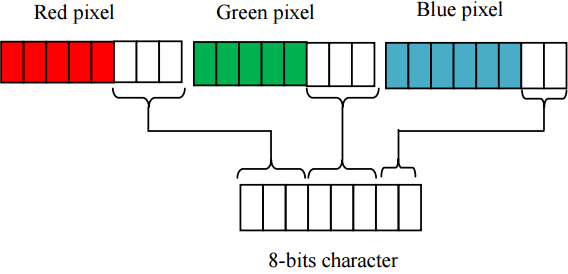 Red pixel
Green pixel
Blue pixel
8-bits character